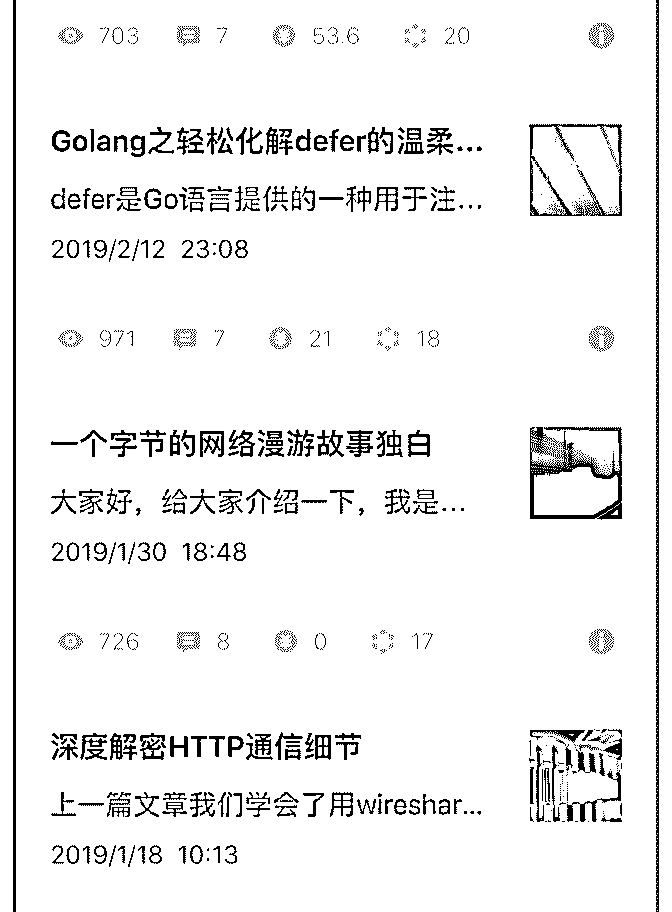 703 7 53.6 20
Golang之轻松化解defer的温柔...
defer是Go语言提供的一种用于注...
2019/2/12 23:08
971 7 21 18
一个字节的网络漫游故事独白
大家好，给大家介绍一下，我是...
2019/1/30 18:48
726 8 0 17
深度解密HTTP通信细节
上一篇文章我们学会了用wireshar...
2019/1/18 10:13